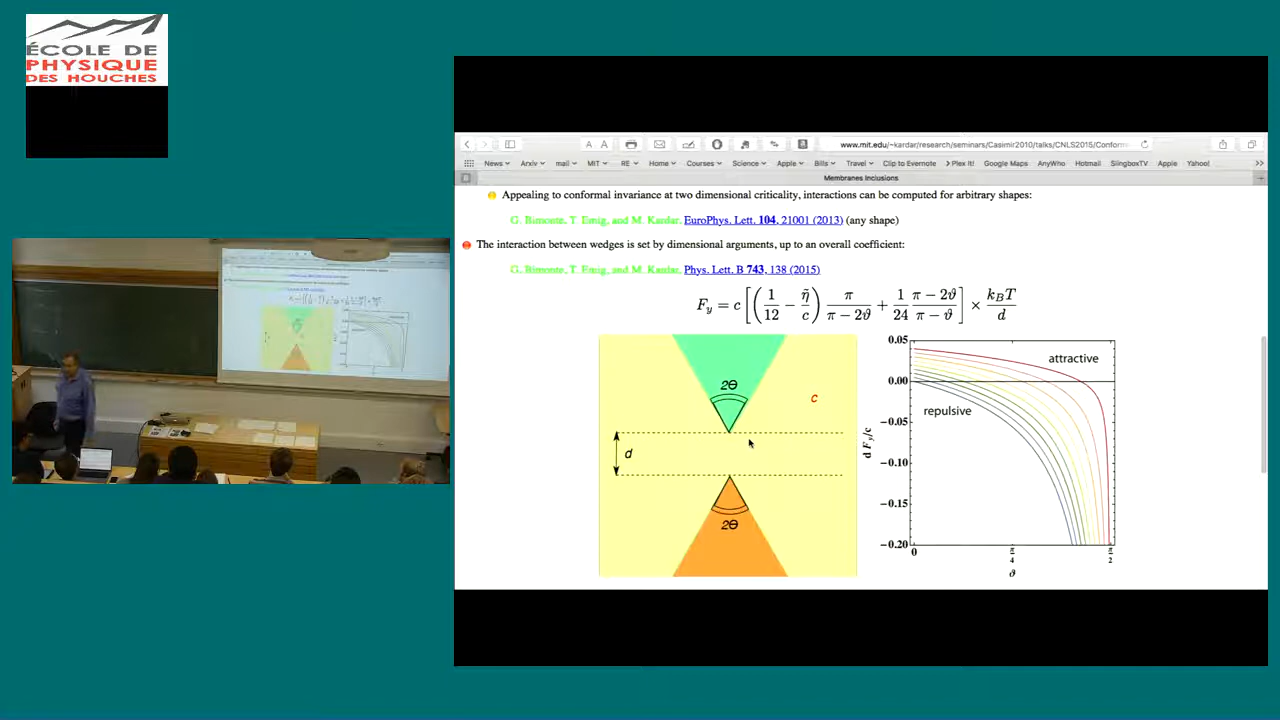 ÉCOLE DE
PHYSIQUE
DES HOUCHES
A A
www.mit.edu/~kardar/research/seminars/Casimir2010/talks/CNLS2015/Conform
News Arxiv mail MIT RE Home Courses Science Apple Bills Travel Clip to Evernote >Plex It! Google Maps AnyWho Hotmail SlingboxTV Apple Yahoo! >>
Membranes Inclusions
Appealing to conformal invariance at two dimensional criticality, interactions can be computed for arbitrary shapes:
G. Bimonte, T. Emig, and M. Kardar, EuroPhys. Lett. 104, 21001 (2013) (any shape)
The interaction between wedges is set by dimensional arguments, up to an overall coefficient:
G. Bimonte, T. Emig, and M. Kardar, Phys. Lett. B 743, 138 (2015)
F_y = c [ ( 1/12 − η̃/c ) π/(π − 2ϑ) + 1/24 (π − 2ϑ)/(π − ϑ) ] × k_B T/d
2Θ
c
d
2Θ
0.05
0.00
−0.05
−0.10
−0.15
−0.20
d F_y/c
attractive
repulsive
0 π/4 π/2
ϑ